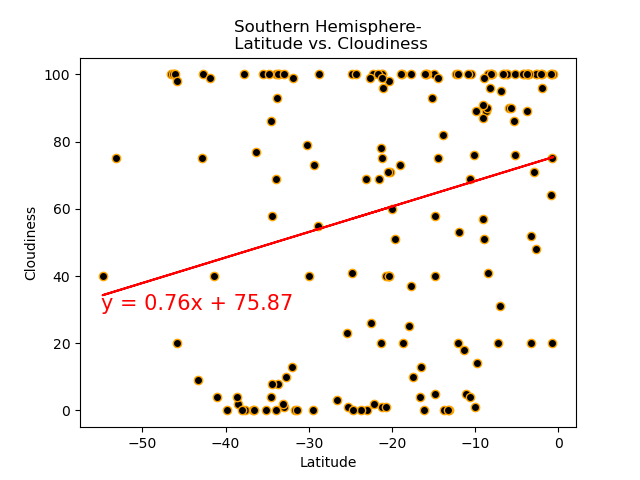 Southern Hemisphere-
Latitude vs. Cloudiness
100
80
60
40
20
0
Cloudiness
y = 0.76x + 75.87
−50
−40
−30
−20
−10
0
Latitude